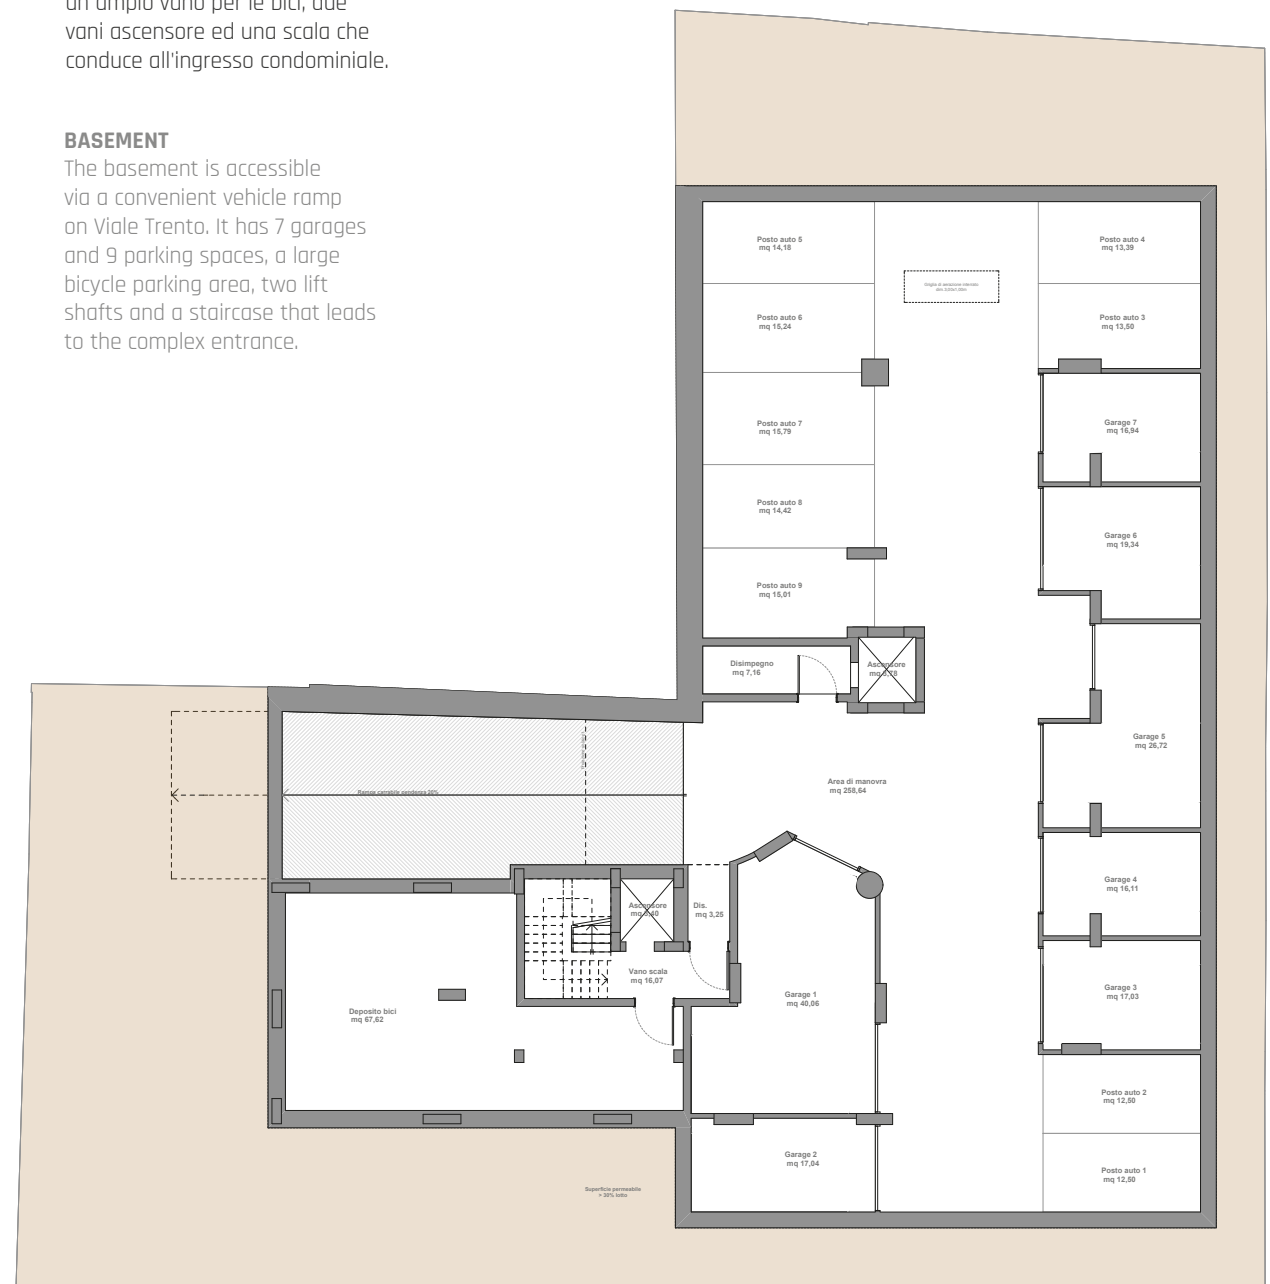 un ampio vano per le bici, due
vani ascensore ed una scala che
conduce all'ingresso condominiale.
BASEMENT
The basement is accessible
via a convenient vehicle ramp
on Viale Trento. It has 7 garages
and 9 parking spaces, a large
bicycle parking area, two lift
shafts and a staircase that leads
to the complex entrance.
Posto auto 5
mq 14,18
Posto auto 4
mq 13,39
Posto auto 6
mq 15,24
Posto auto 3
mq 13,50
Posto auto 7
mq 15,79
Garage 7
mq 16,94
Posto auto 8
mq 14,42
Garage 6
mq 19,34
Posto auto 9
mq 15,01
Disimpegno
mq 7,16
Ascensore
mq
Garage 5
mq 26,72
Area di manovra
mq 258,64
Rampa carrabile pendenza 20%
Garage 4
mq 16,11
Ascensore
mq
Dis.
mq 3,25
Vano scala
mq 16,07
Garage 1
mq 40,06
Garage 3
mq 17,03
Deposito bici
mq 67,62
Posto auto 2
mq 12,50
Garage 2
mq 17,04
Posto auto 1
mq 12,50
Superficie permeabile
> 30% lotto